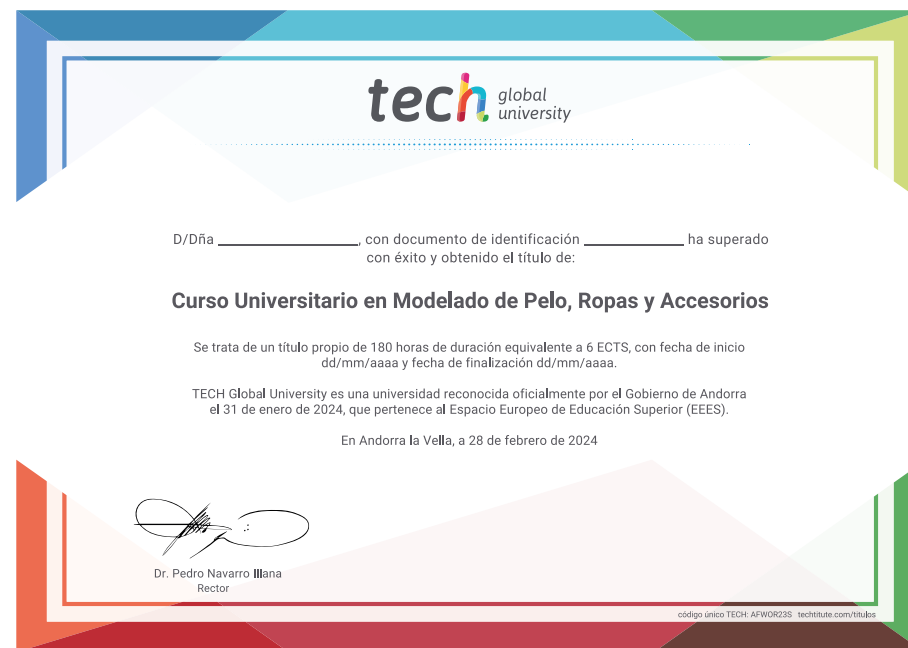 tech global university
D/Dña ______________, con documento de identificación __________ ha superado
con éxito y obtenido el título de:
Curso Universitario en Modelado de Pelo, Ropas y Accesorios
Se trata de un título propio de 180 horas de duración equivalente a 6 ECTS, con fecha de inicio
dd/mm/aaaa y fecha de finalización dd/mm/aaaa.
TECH Global University es una universidad reconocida oficialmente por el Gobierno de Andorra
el 31 de enero de 2024, que pertenece al Espacio Europeo de Educación Superior (EEES).
En Andorra la Vella, a 28 de febrero de 2024
Dr. Pedro Navarro Illana
Rector
código único TECH: AFWOR23S techtitute.com/titulos